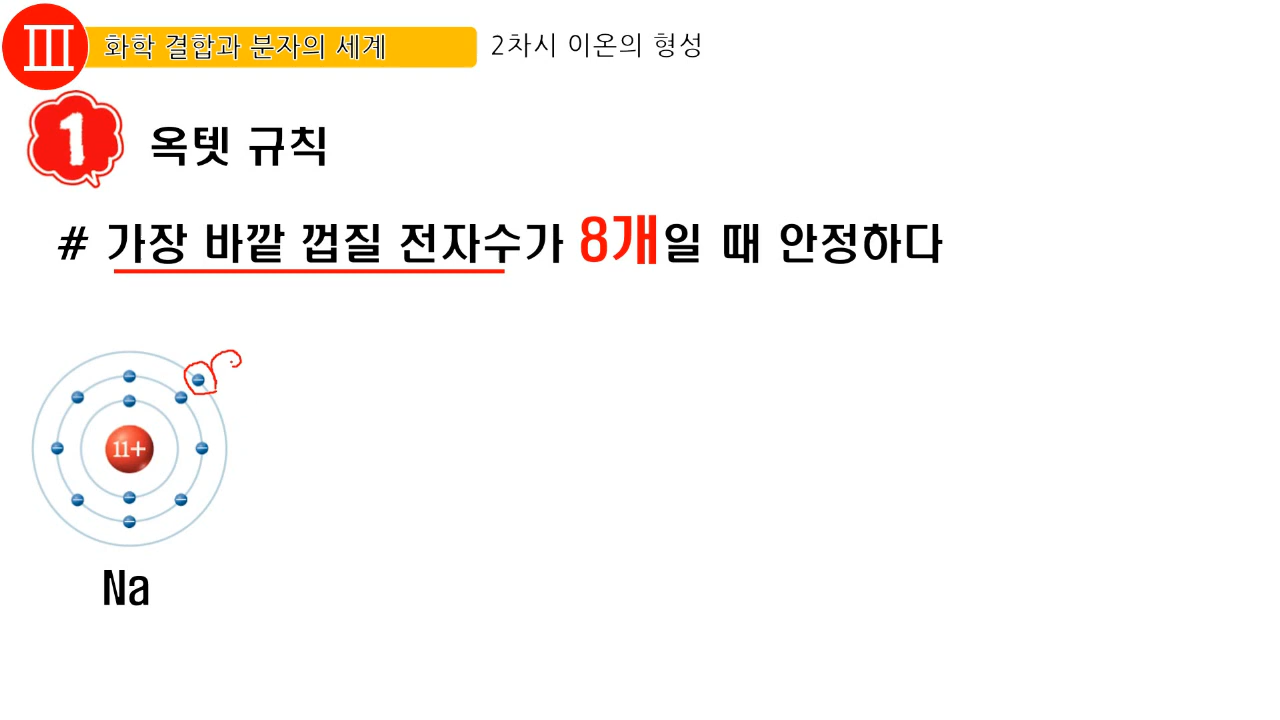 Ⅲ 화학 결합과 분자의 세계 2차시 이온의 형성
1 옥텟 규칙
# 가장 바깥 껍질 전자수가 8개일 때 안정하다
11+
Na